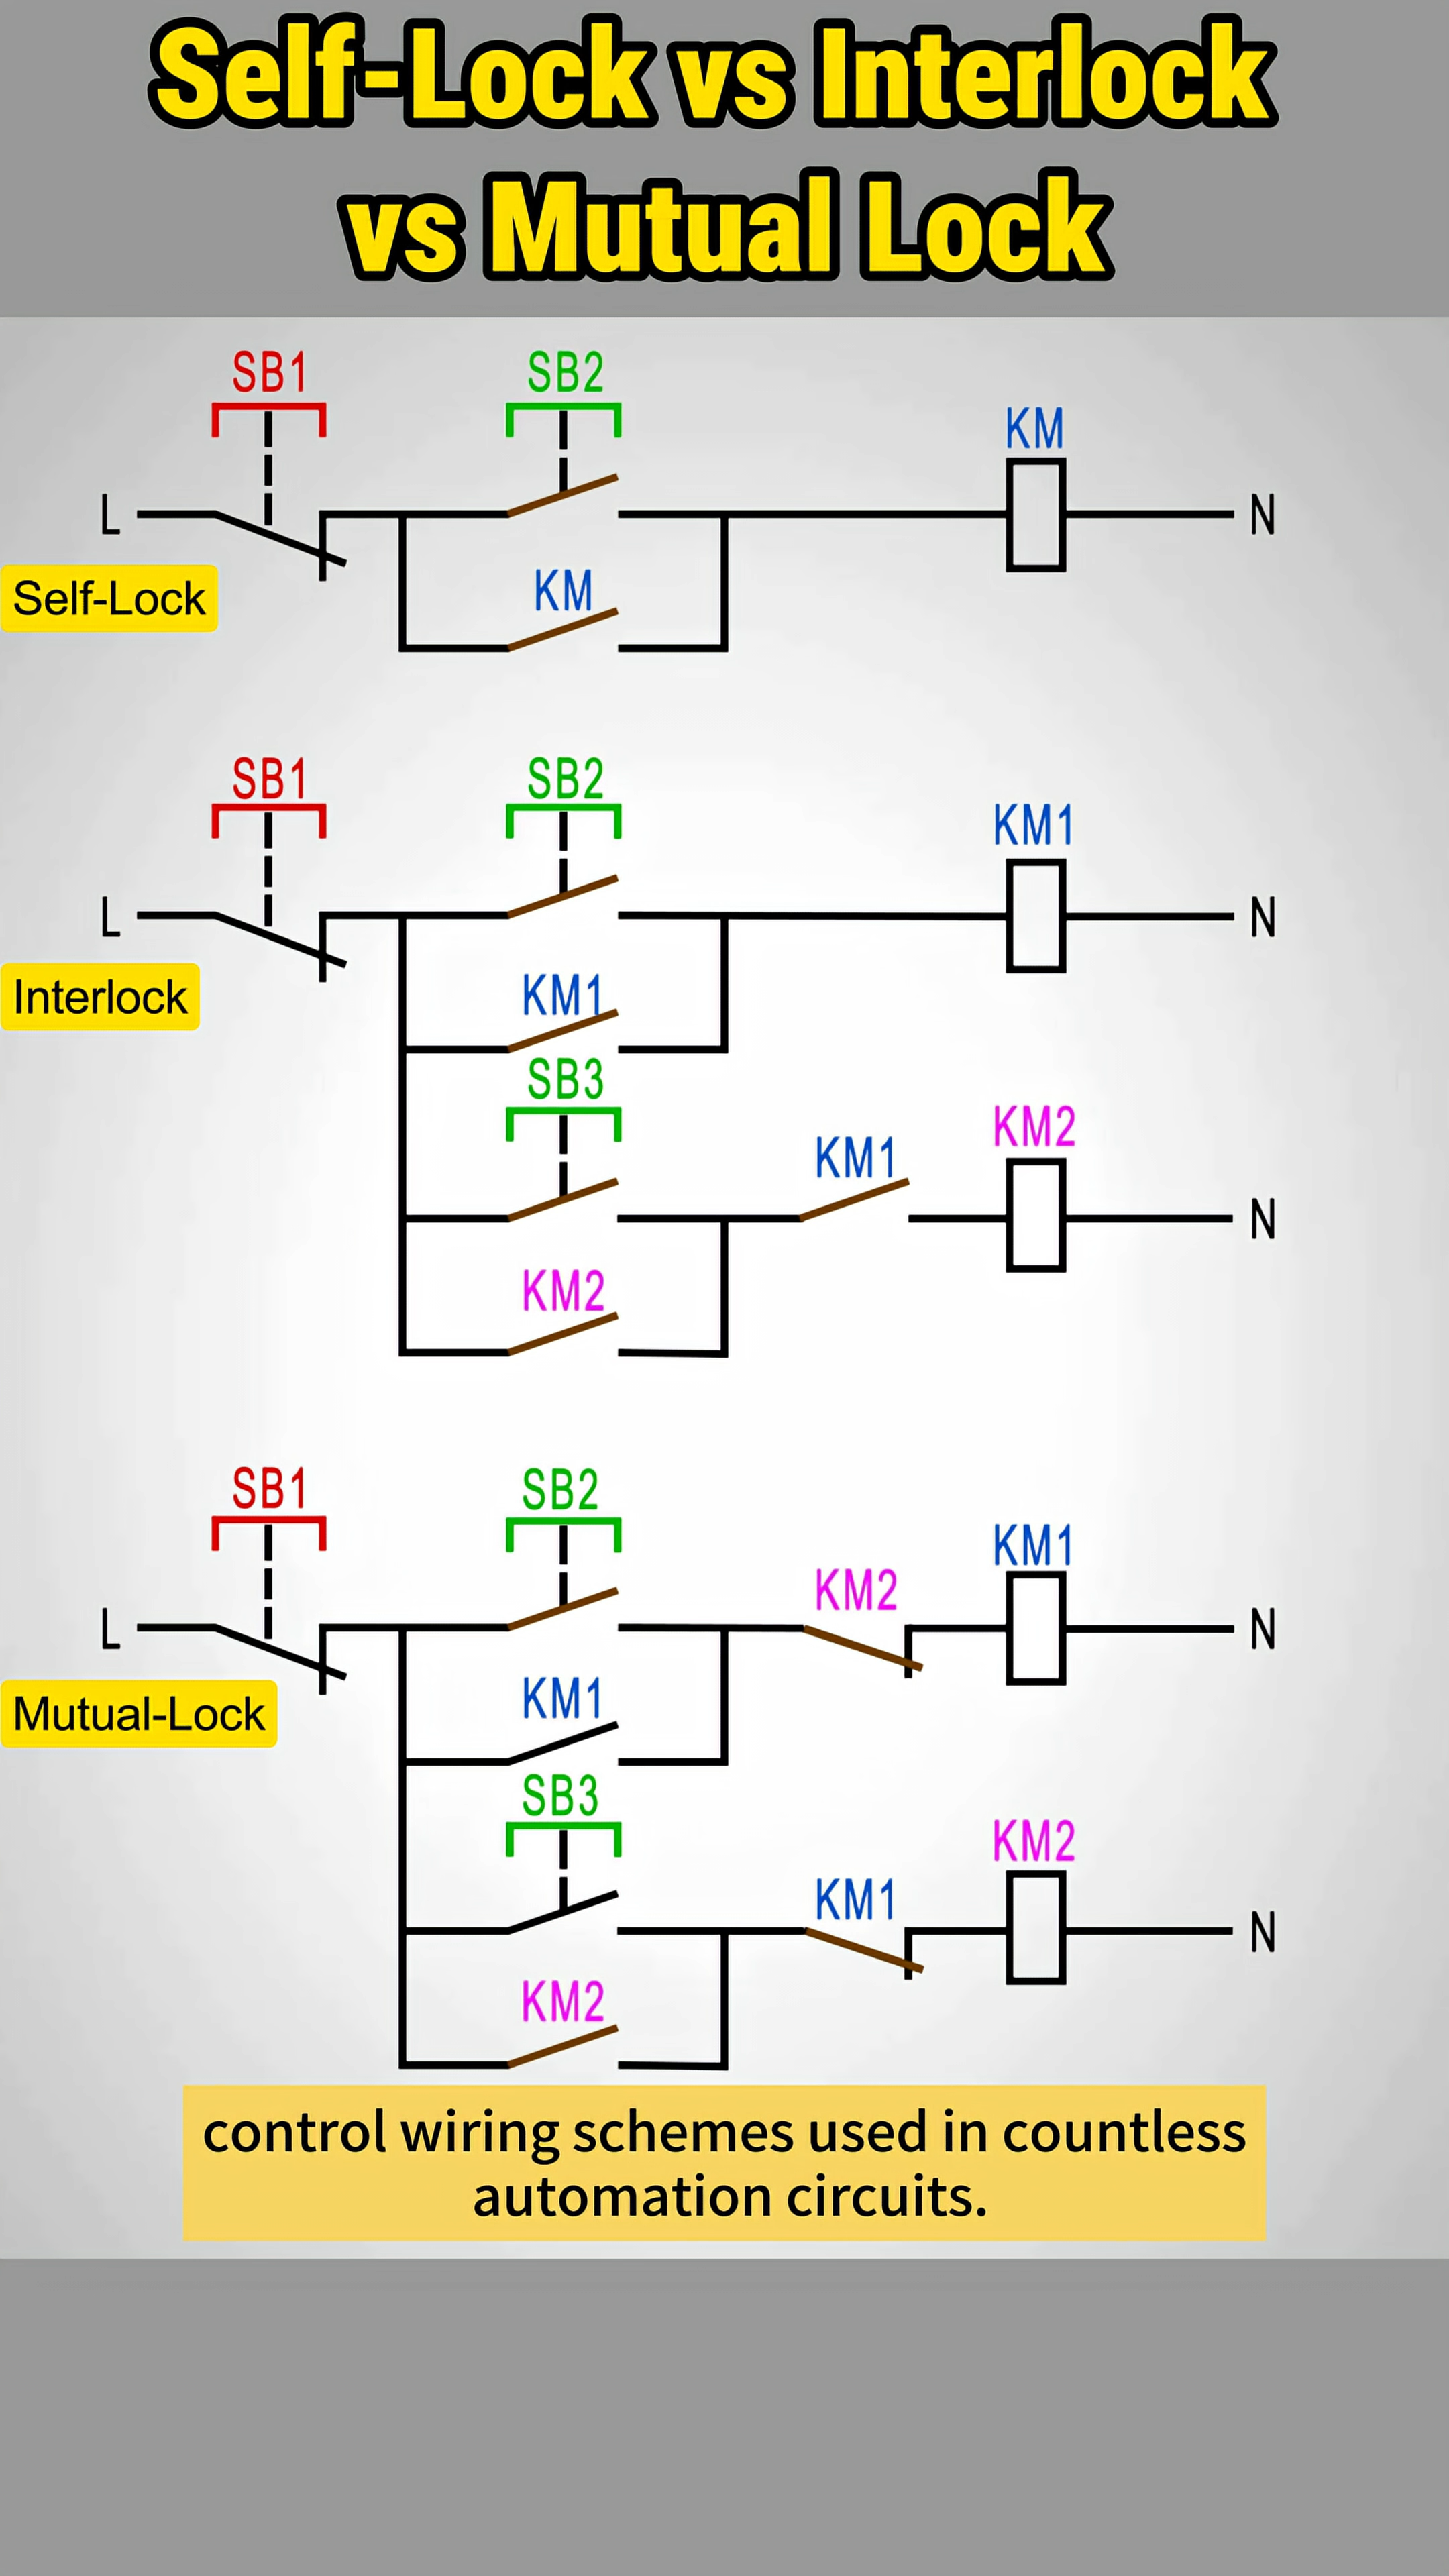 Self-Lock vs Interlock
vs Mutual Lock
SB1 SB2
KM
L N
Self-Lock
KM
SB1 SB2
KM1
L N
Interlock
KM1
SB3
KM2
KM1
N
KM2
SB1 SB2
KM1
KM2
L N
KM1
Mutual-Lock
SB3
KM2
KM1
N
KM2
control wiring schemes used in countless
automation circuits.